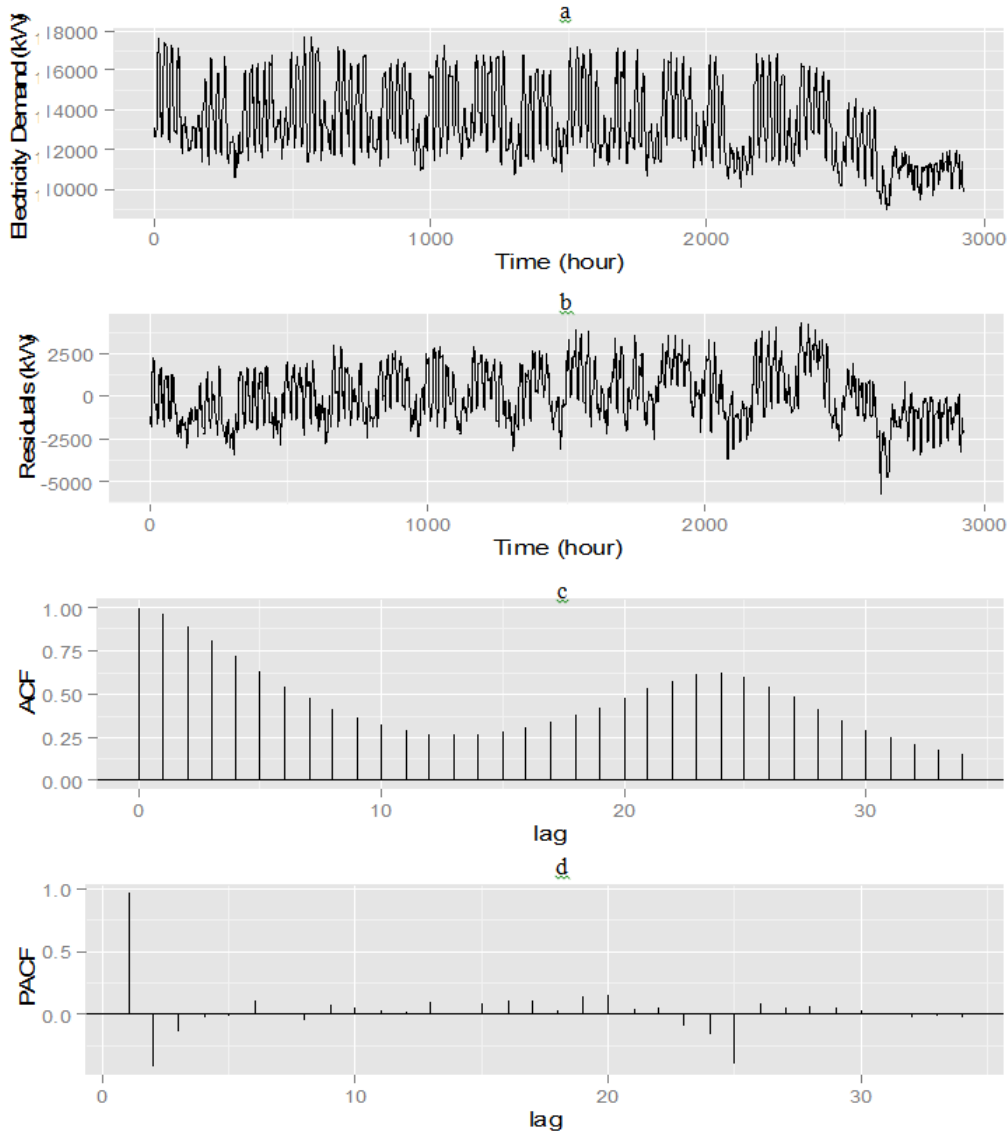 a
Electricity Demand (kW)
18000
16000
14000
12000
10000
0 1000 2000 3000
Time (hour)
b
Residuals (kW)
2500
0
-2500
-5000
0 1000 2000 3000
Time (hour)
c
ACF
1.00
0.75
0.50
0.25
0.00
0 10 20 30
lag
d
PACF
1.0
0.5
0.0
0 10 20 30
lag